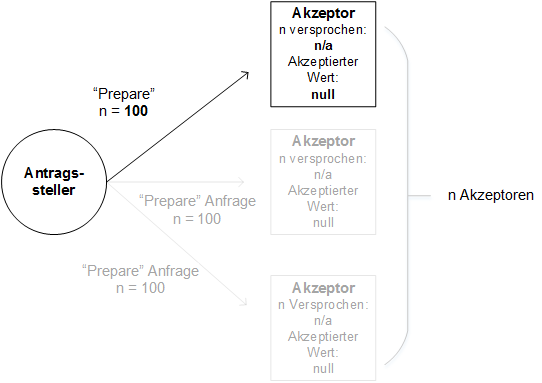 Akzeptor
n versprochen:
n/a
Akzeptierter
Wert:
null
“Prepare”
n = 100
Antrags-
steller
Akzeptor
n versprochen:
n/a
Akzeptierter
Wert:
null
“Prepare” Anfrage
n = 100
n Akzeptoren
“Prepare” Anfrage
n = 100
Akzeptor
n Versprochen:
n/a
Akzeptierter
Wert:
null